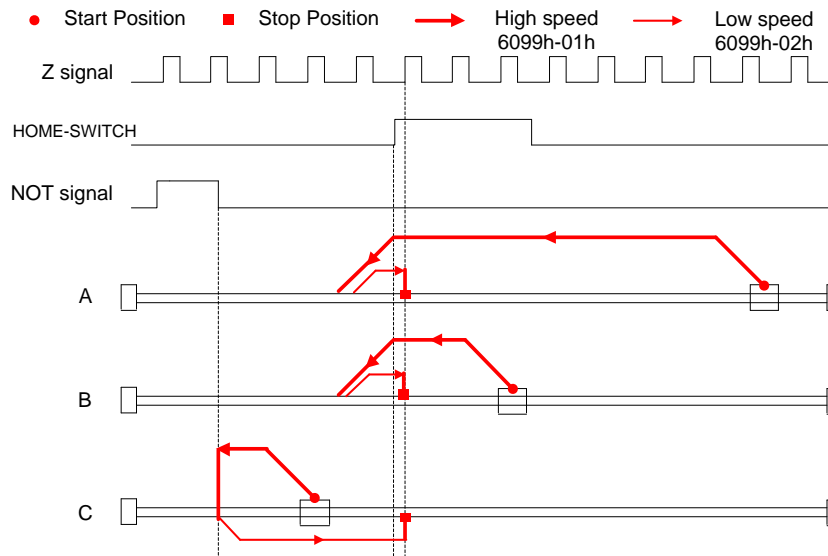 Start Position
Stop Position
High speed
6099h-01h
Low speed
6099h-02h
Z signal
HOME-SWITCH
NOT signal
A
B
C